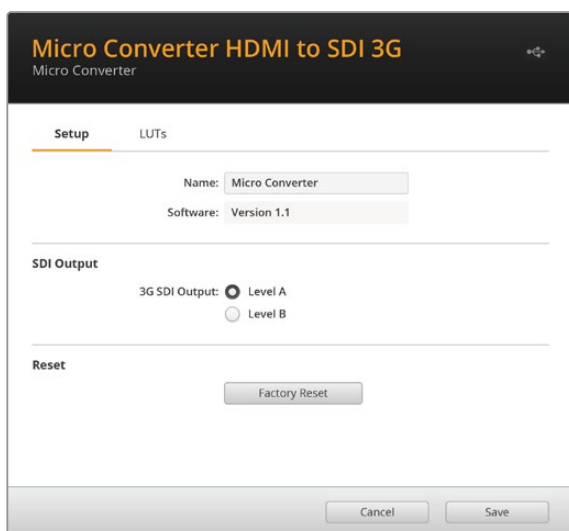 Micro Converter HDMI to SDI 3G
Micro Converter
Setup LUTs
Name: Micro Converter
Software: Version 1.1
SDI Output
3G SDI Output: Level A
Level B
Reset
Factory Reset
Cancel Save